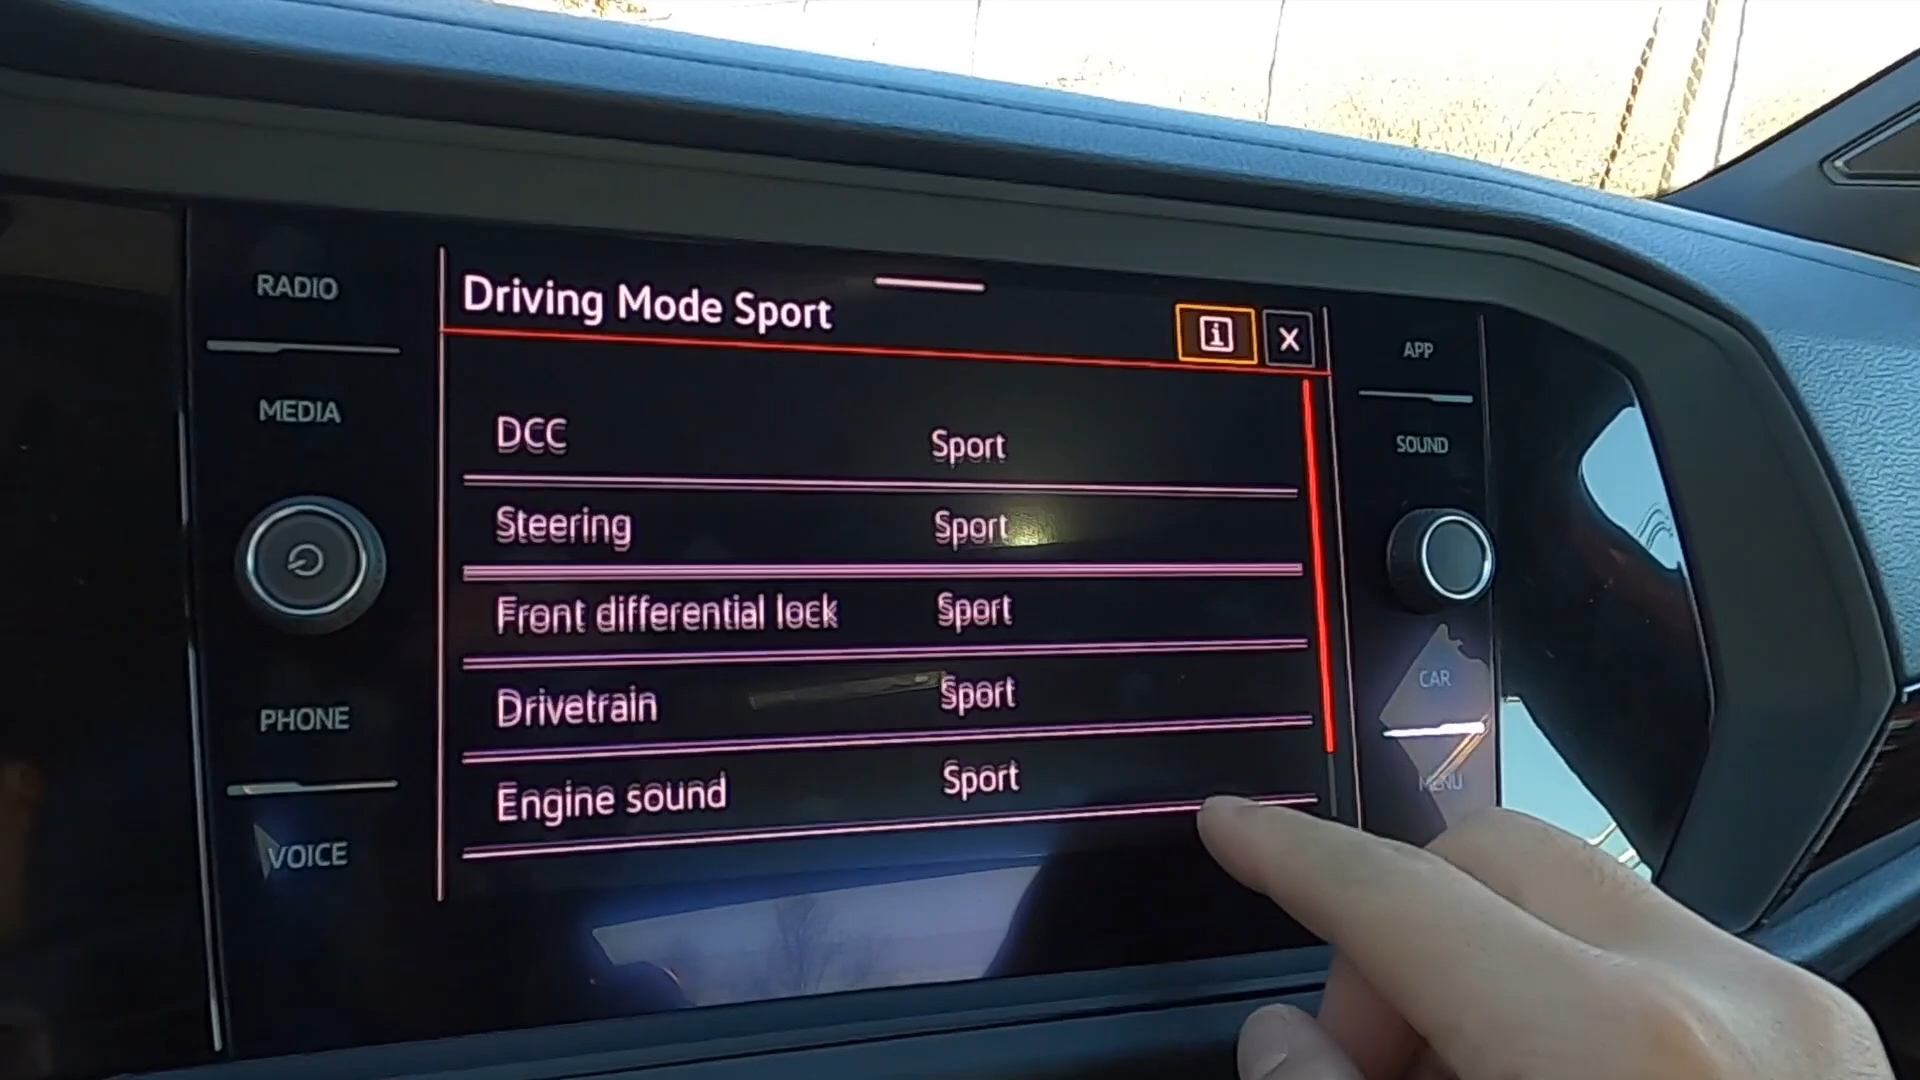 RADIO
MEDIA
PHONE
VOICE
Driving Mode Sport
i X
DCC Sport
Steering Sport
Front differential lock Sport
Drivetrain Sport
Engine sound Sport
APP
SOUND
CAR
MENU